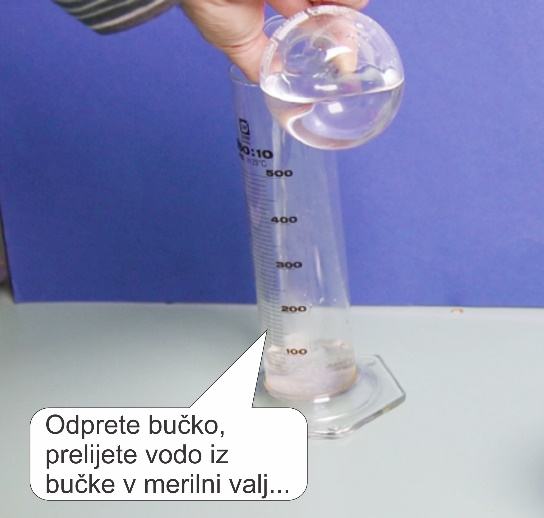 500
400
300
200
100
Odprete bučko,
prelijete vodo iz
bučke v merilni valj...